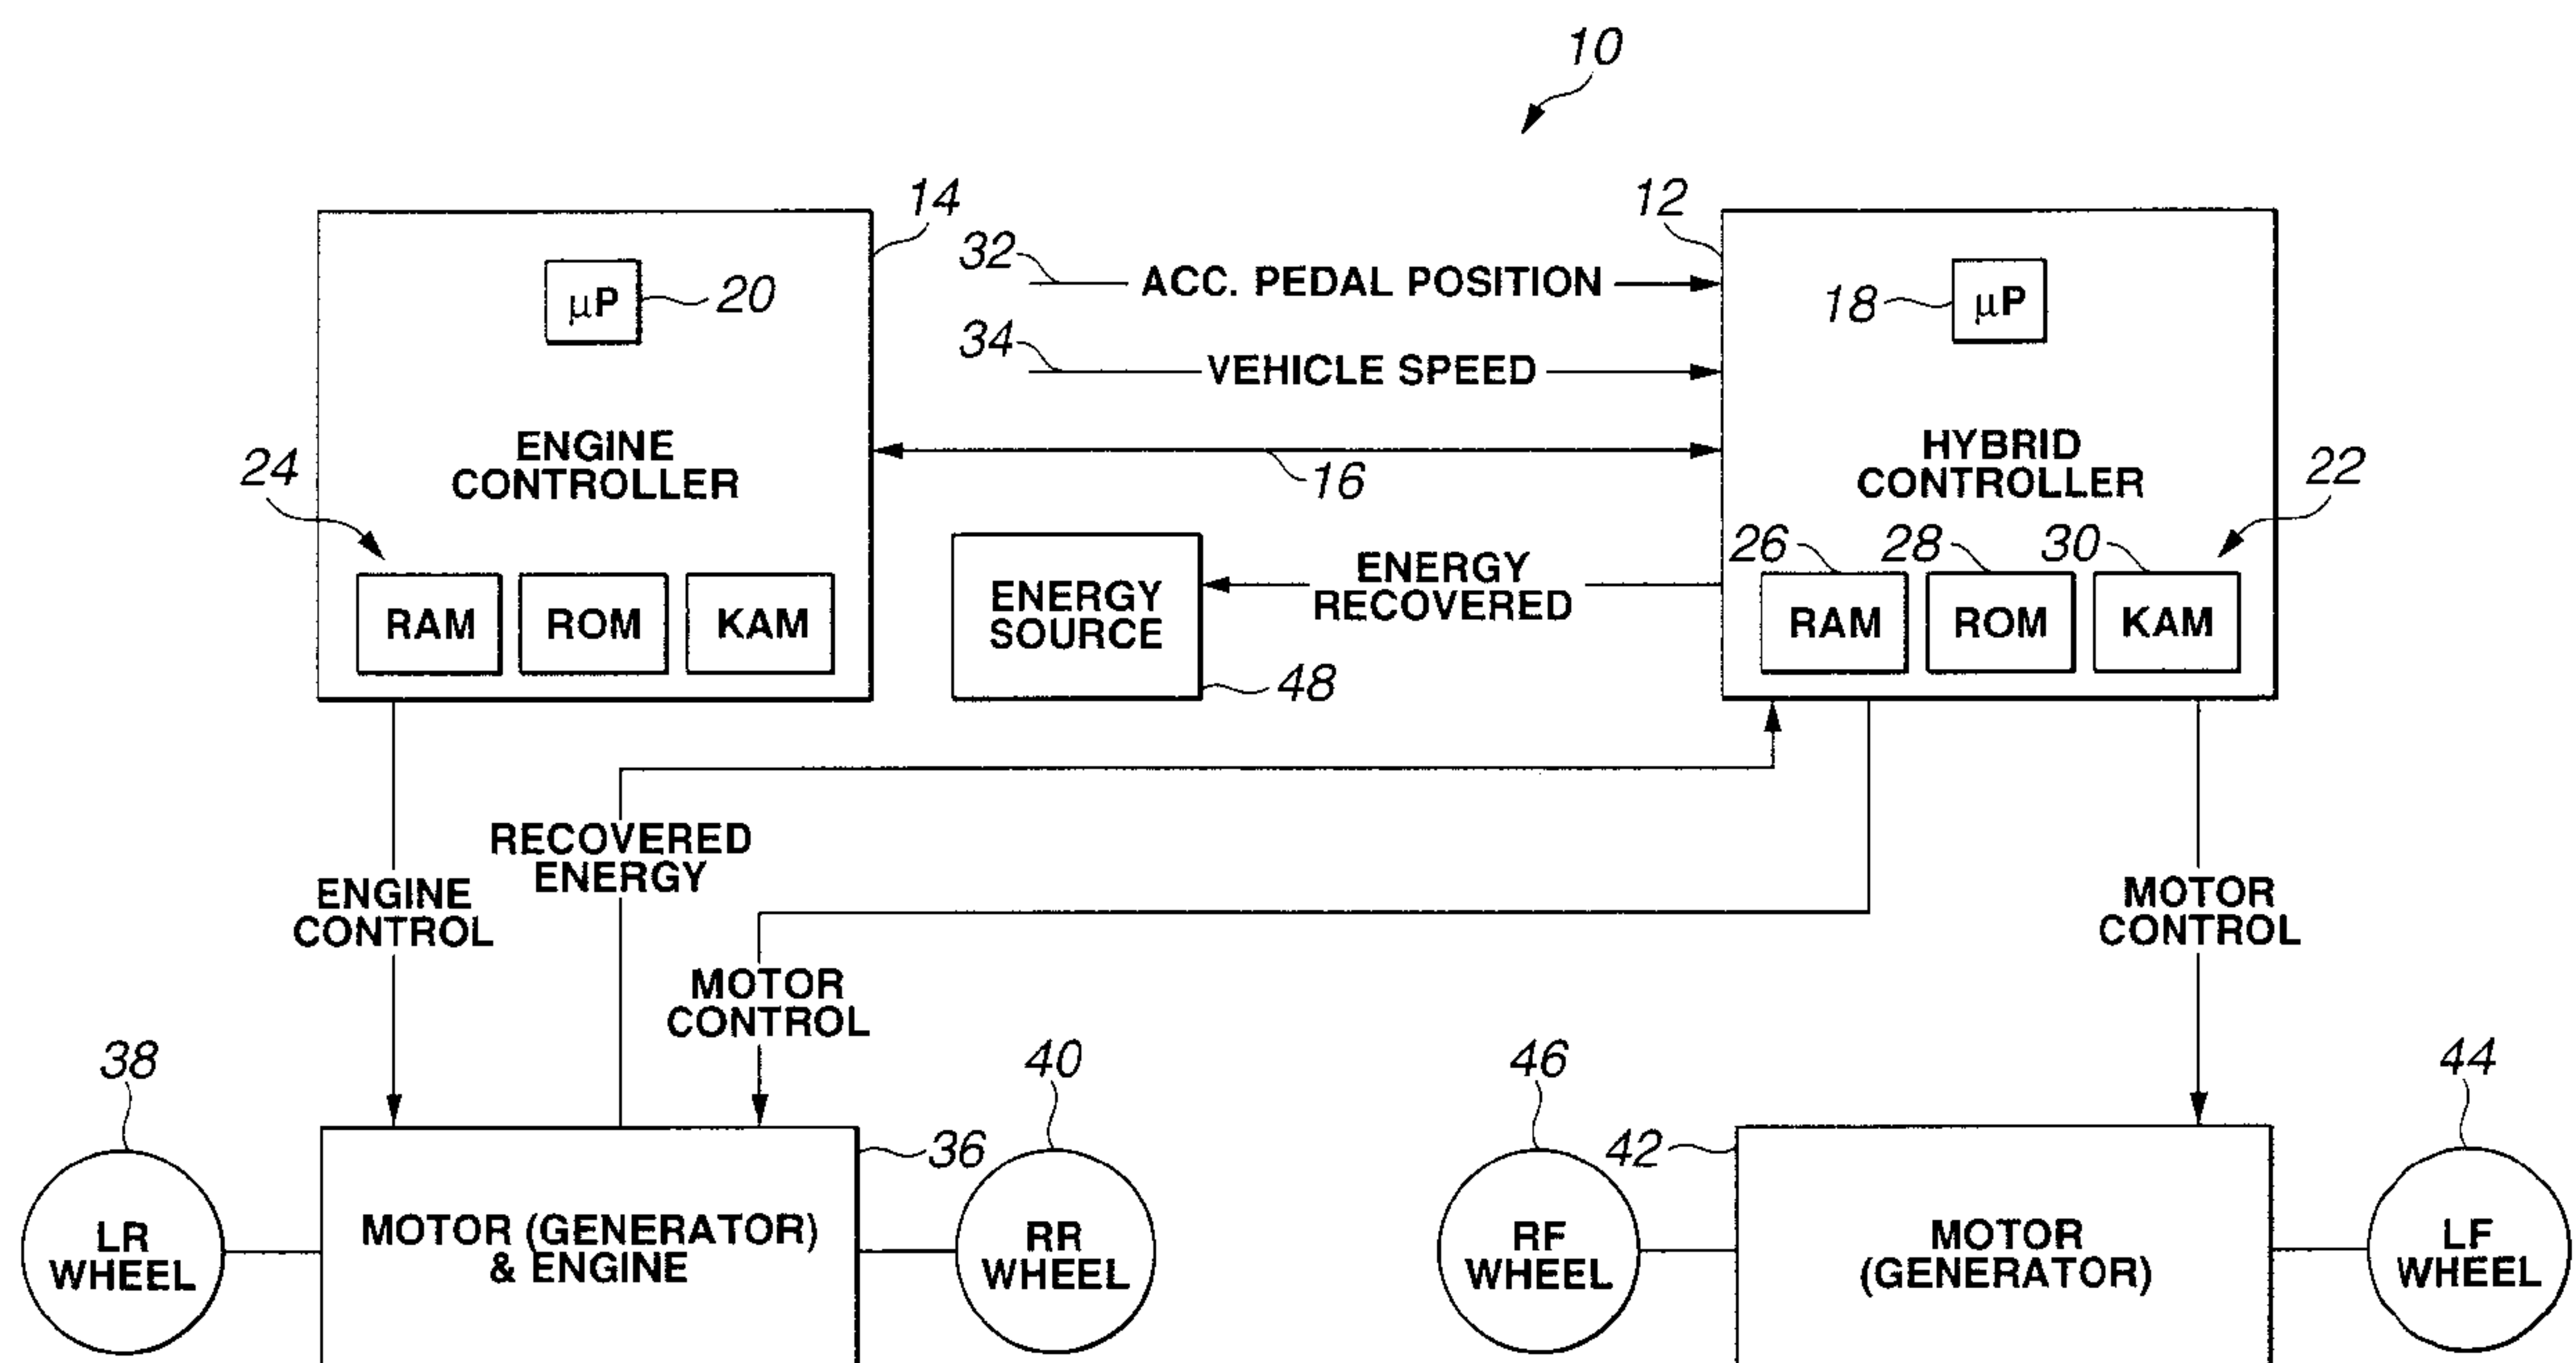 10
14
12
32
ACC. PEDAL POSITION
μP
20
18
μP
34
VEHICLE SPEED
ENGINE
CONTROLLER
24
16
HYBRID
CONTROLLER
22
26
28
30
ENERGY
SOURCE
ENERGY
RECOVERED
RAM
ROM
KAM
RAM
ROM
KAM
48
RECOVERED
ENERGY
ENGINE
CONTROL
MOTOR
CONTROL
MOTOR
CONTROL
38
40
46
44
36
42
LR
WHEEL
MOTOR (GENERATOR)
& ENGINE
RR
WHEEL
RF
WHEEL
MOTOR
(GENERATOR)
LF
WHEEL